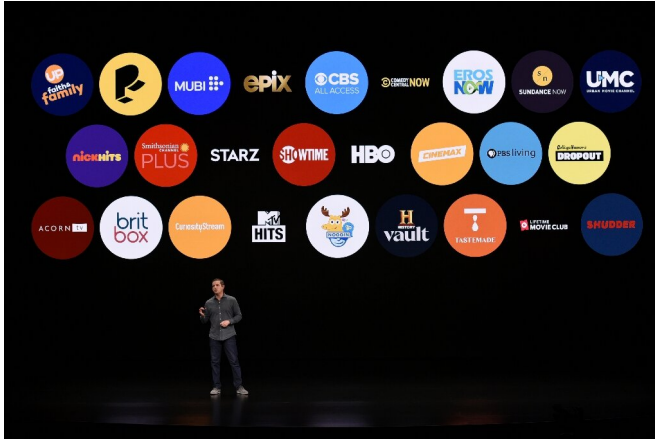 UP
faith&
family
MUBI
epix
CBS
ALL ACCESS
COMEDY
CENTRAL NOW
EROS
NOW
sn
SUNDANCE NOW
UMC
URBAN MOVIE CHANNEL
nickHITS
Smithsonian
CHANNEL
PLUS
STARZ
SHOWTIME
HBO
CINEMAX
PBS living
CollegeHumor's
DROPOUT
ACORN TV
brit
box
CuriosityStream
MTV
HITS
NOGGIN
H
HISTORY
vault
TASTEMADE
LIFETIME
MOVIE CLUB
SHUDDER